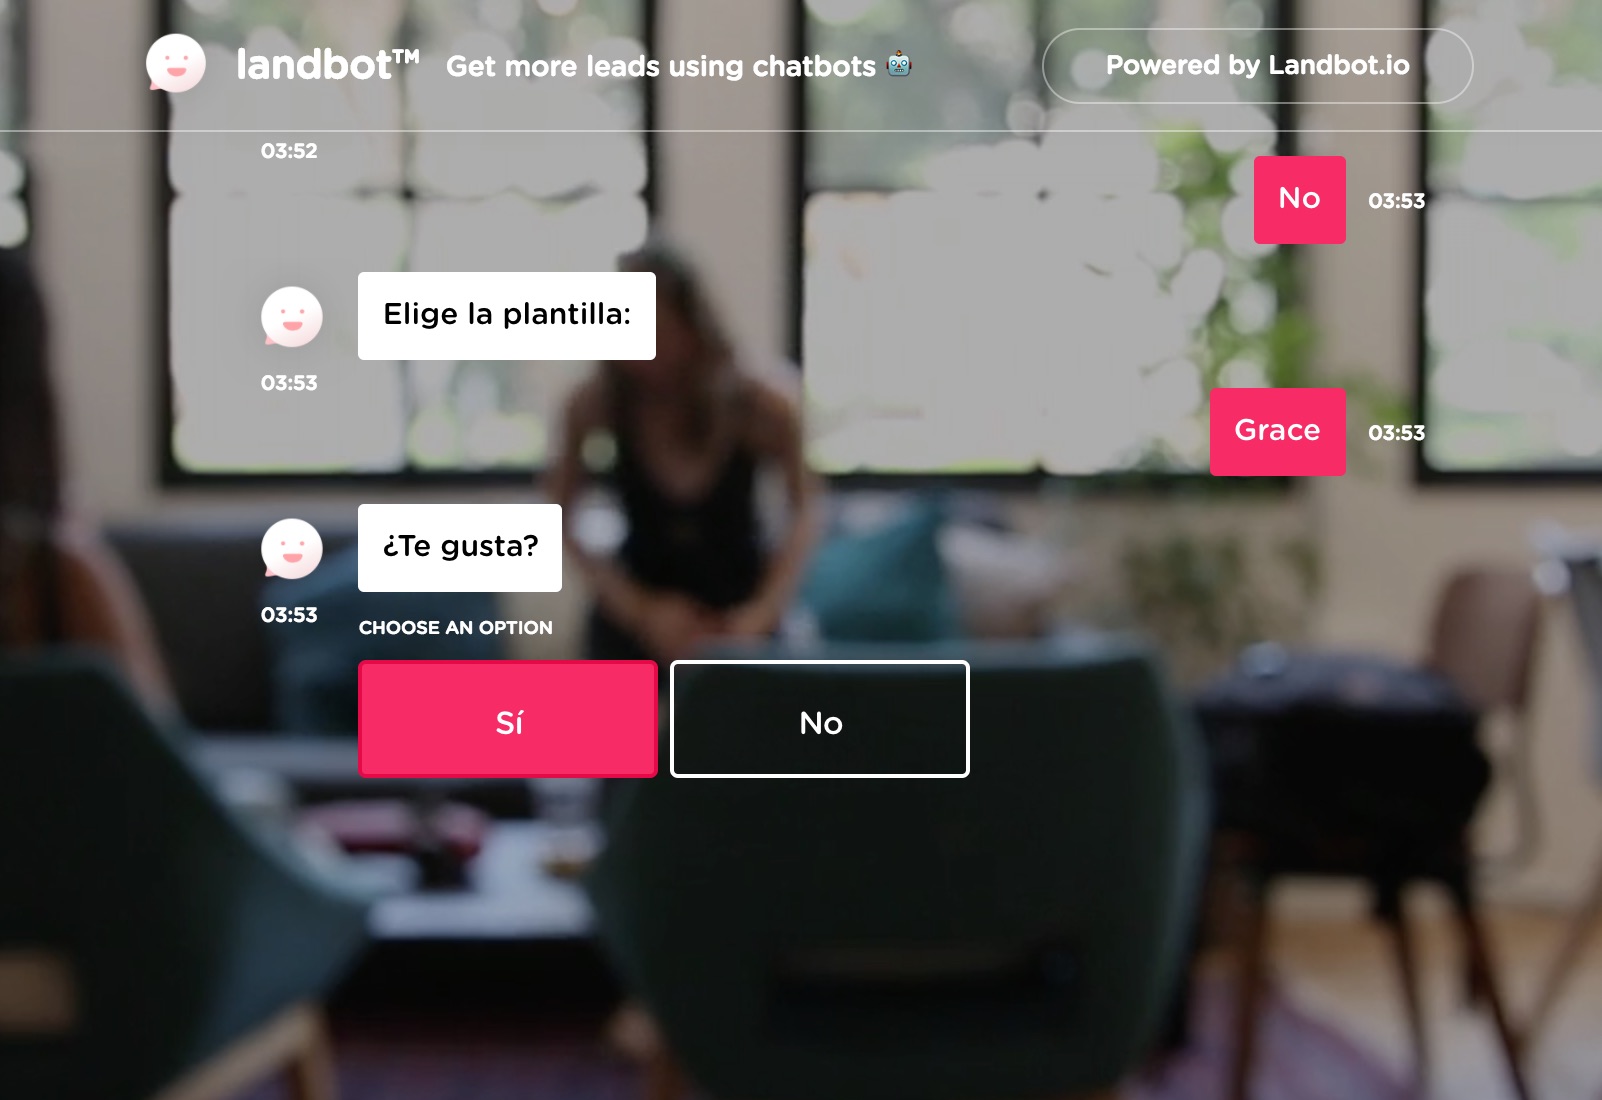 landbot™ Get more leads using chatbots 🤖
Powered by Landbot.io
03:52
No
03:53
Elige la plantilla:
03:53
Grace
03:53
¿Te gusta?
03:53
CHOOSE AN OPTION
Sí
No